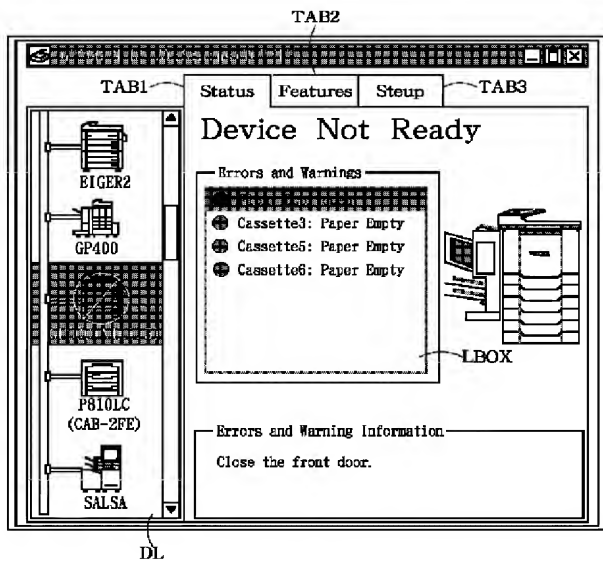 TAB2
TAB1
TAB3
Status
Features
Steup
Device Not Ready
EIGER2
GP400
P810LC
(CAB-2FE)
SALSA
DL
Errors and Warnings
Cassette3: Paper Empty
Cassette5: Paper Empty
Cassette6: Paper Empty
LBOX
Errors and Warning Information
Close the front door.